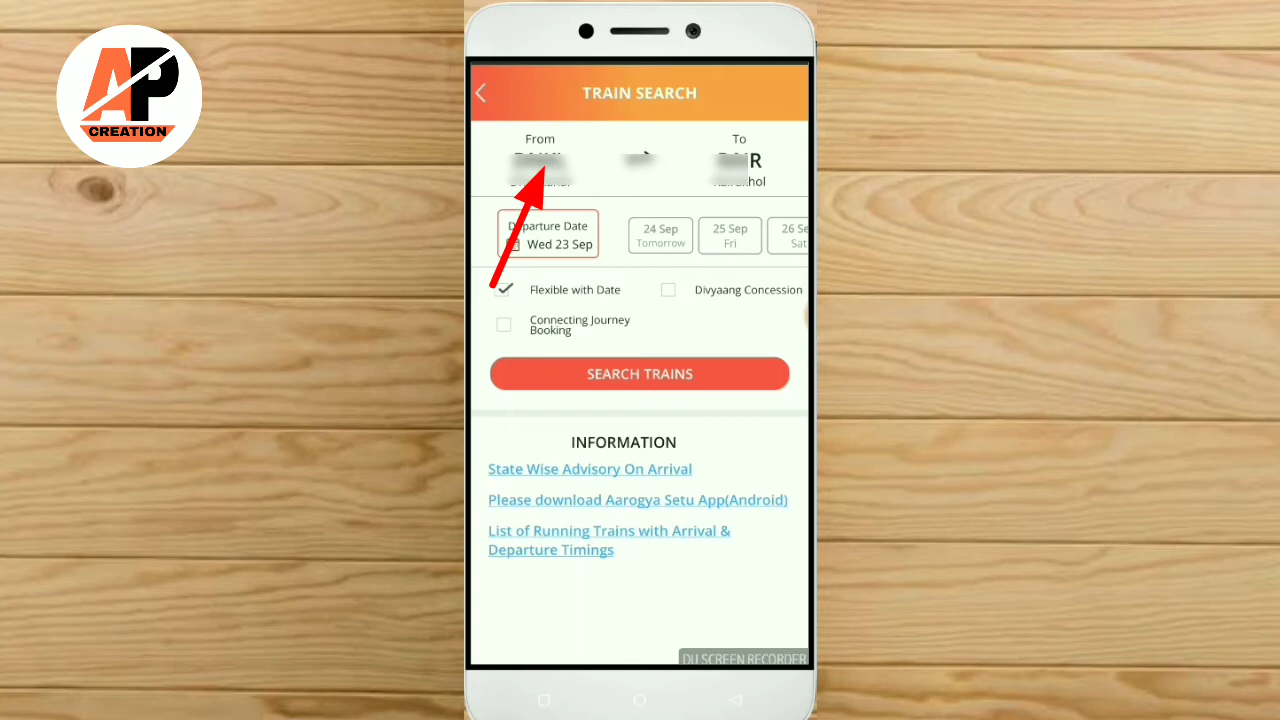 AP
CREATION
TRAIN SEARCH
From
To
Departure Date
Wed 23 Sep
24 Sep
Tomorrow
25 Sep
Fri
26
Sat
Flexible with Date
Divyaang Concession
Connecting Journey
Booking
SEARCH TRAINS
INFORMATION
State Wise Advisory On Arrival
Please download Aarogya Setu App(Android)
List of Running Trains with Arrival &
Departure Timings
DU SCREEN RECORDER